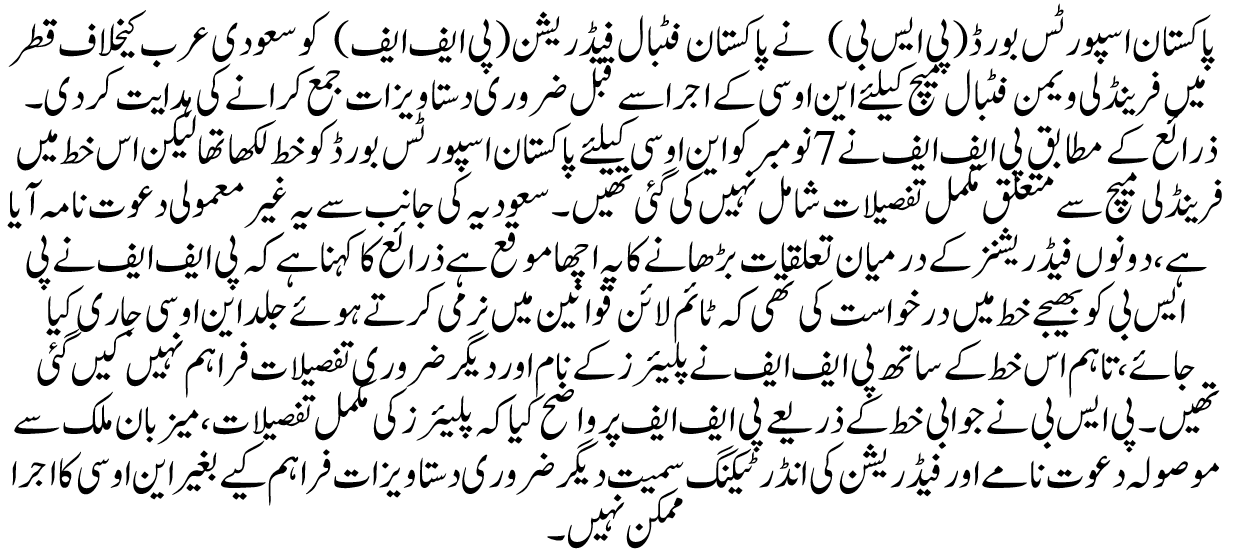 پاکستان اسپورٹس بورڈ (پی ایس بی) نے پاکستان فٹبال فیڈریشن (پی ایف ایف) کو سعودی عرب کیخلاف قطر
میں فرینڈلی ویمن فٹبال میچ کیلئے این او سی کے اجرا سے قبل ضروری دستاویزات جمع کرانے کی ہدایت کر دی۔
ذرائع کے مطابق پی ایف ایف نے 7 نومبر کو این او سی کیلئے پاکستان اسپورٹس بورڈ کو خط لکھا تھا لیکن اس خط میں
فرینڈلی میچ سے متعلق مکمل تفصیلات شامل نہیں کی گئی تھیں۔ سعودیہ کی جانب سے یہ غیر معمولی دعوت نامہ آیا
ہے، دونوں فیڈریشنز کے درمیان تعلقات بڑھانے کا یہ اچھا موقع ہے ذرائع کا کہنا ہے کہ پی ایف ایف نے پی
ایس بی کو بھیجے خط میں درخواست کی تھی کہ ٹائم لائن قوانین میں نرمی کرتے ہوئے جلد این او سی جاری کیا
جائے، تاہم اس خط کے ساتھ پی ایف ایف نے پلیئرز کے نام اور دیگر ضروری تفصیلات فراہم نہیں کیں گئی
تھیں۔ پی ایس بی نے جوابی خط کے ذریعے پی ایف ایف پر واضح کیا کہ پلیئرز کی مکمل تفصیلات، میزبان ملک سے
موصولہ دعوت نامے اور فیڈریشن کی انڈرٹیکنگ سمیت دیگر ضروری دستاویزات فراہم کیے بغیر این او سی کا اجرا
ممکن نہیں۔